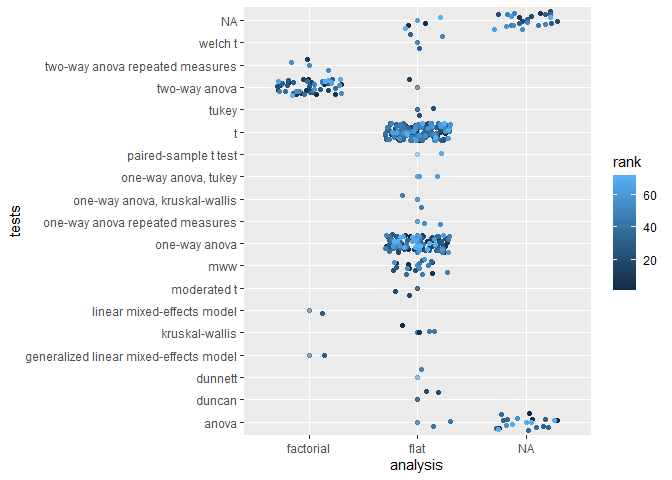 NA
welch t
two-way anova repeated measures
two-way anova
tukey
t
paired-sample t test
one-way anova, tukey
one-way anova, kruskal-wallis
one-way anova repeated measures
one-way anova
mww
moderated t
linear mixed-effects model
kruskal-wallis
generalized linear mixed-effects model
dunnett
duncan
anova
tests
factorial
flat
NA
analysis
rank
60
40
20